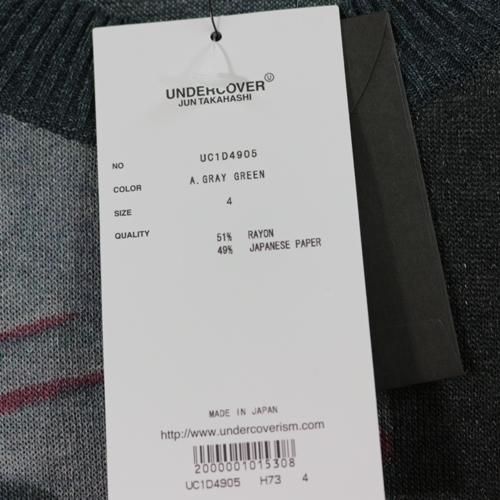 UNDERCOVER
JUN TAKAHASHI
NO UC1D4905
COLOR A.GRAY GREEN
SIZE 4
QUALITY 51% RAYON
49% JAPANESE PAPER
MADE IN JAPAN
http://www.undercoverism.com
2000001015308
UC1D4905 H73 4